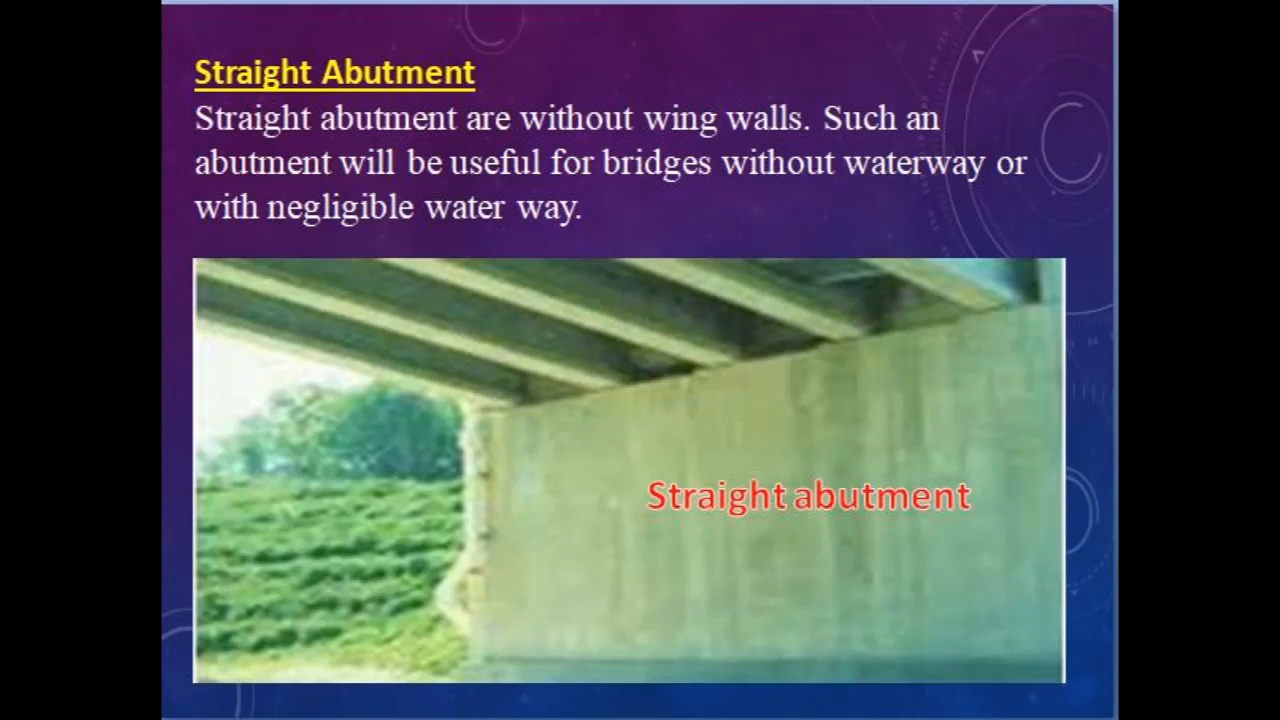 Straight Abutment
Straight abutment are without wing walls. Such an
abutment will be useful for bridges without waterway or
with negligible water way.
Straight abutment